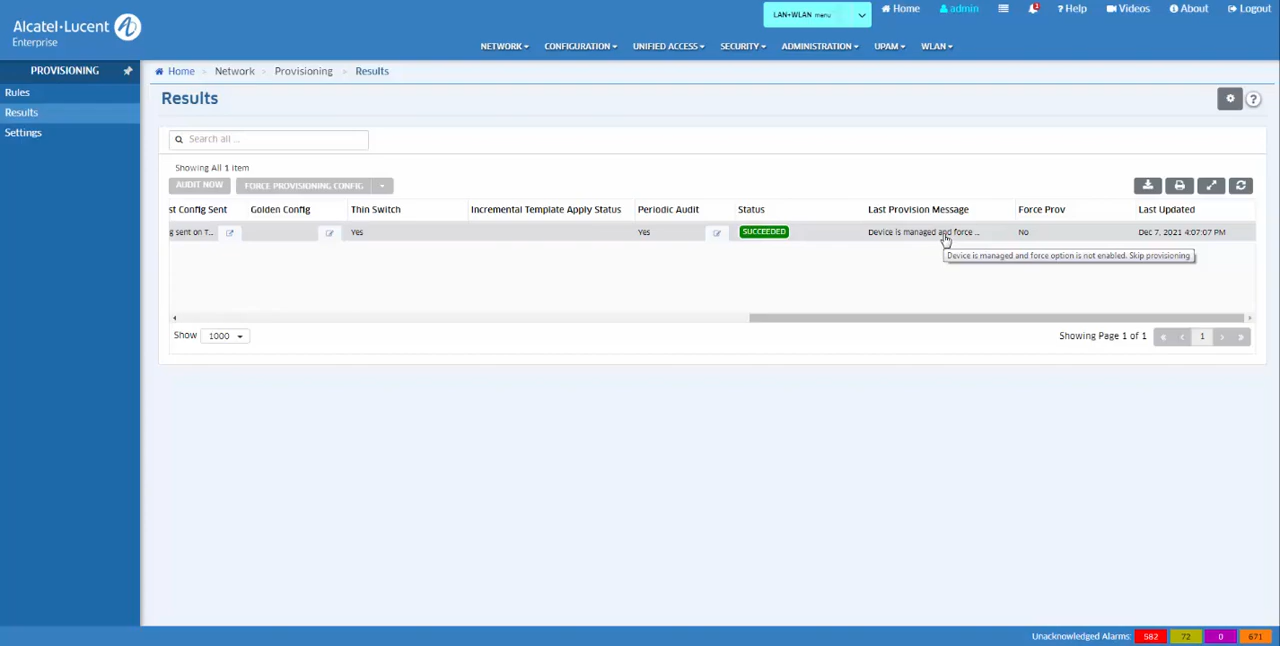 Alcatel·Lucent
Enterprise
LAN+WLAN menu
Home
admin
2
? Help
Videos
About
Logout
NETWORK
CONFIGURATION
UNIFIED ACCESS
SECURITY
ADMINISTRATION
UPAM
WLAN
PROVISIONING
Rules
Results
Settings
Home > Network > Provisioning > Results
Results
?
Search all ...
Showing All 1 item
AUDIT NOW
FORCE PROVISIONING CONFIG
st Config Sent
Golden Config
Thin Switch
Incremental Template Apply Status
Periodic Audit
Status
Last Provision Message
Force Prov
Last Updated
g sent on T...
Yes
Yes
SUCCEEDED
Device is managed and force ...
No
Dec 7, 2021 4:07:07 PM
Device is managed and force option is not enabled. Skip provisioning
Show 1000
Showing Page 1 of 1
« ‹ 1 › »
Unacknowledged Alarms: 582 72 0 671